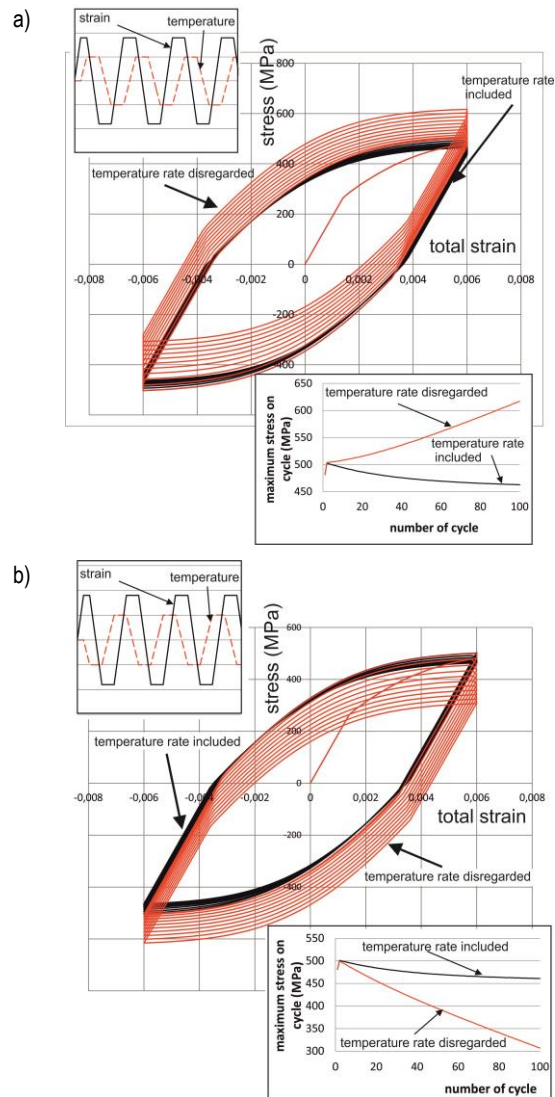 a)
strain
temperature
stress (MPa)
800
600
400
200
0
-200
-400
temperature rate
included
temperature rate disregarded
total strain
-0,008
-0,006
-0,004
-0,002
0
0,002
0,004
0,006
0,008
maximum stress on
cycle (MPa)
650
600
550
500
450
temperature rate disregarded
temperature rate
included
0
20
40
60
80
100
number of cycle
b)
strain
temperature
stress (MPa)
600
400
200
0
-200
-400
temperature rate included
total strain
-0,006
-0,004
-0,002
0
0,002
0,004
0,006
0,008
temperature rate
disregarded
maximum stress on
cycle (MPa)
550
500
450
400
350
300
temperature rate included
temperature rate
disregarded
0
20
40
60
80
100
number of cycle